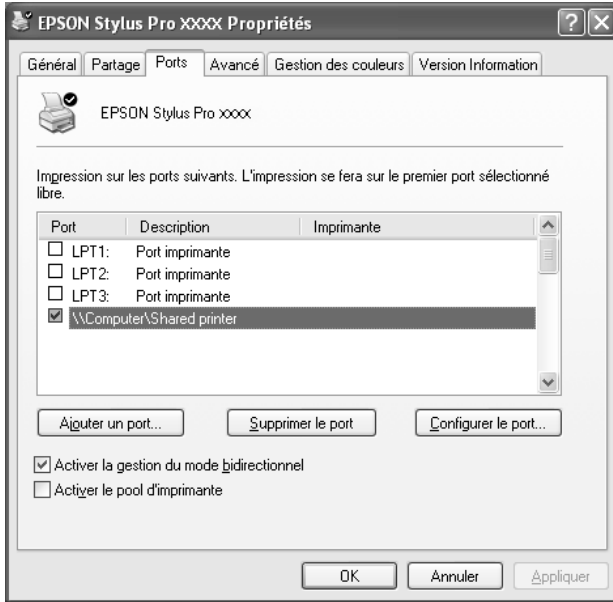 EPSON Stylus Pro XXXX Propriétés
Général Partage Ports Avancé Gestion des couleurs Version Information
EPSON Stylus Pro xxxx
Impression sur les ports suivants. L'impression se fera sur le premier port sélectionné
libre.
Port Description Imprimante
LPT1: Port imprimante
LPT2: Port imprimante
LPT3: Port imprimante
\\Computer\Shared printer
Ajouter un port... Supprimer le port Configurer le port...
Activer la gestion du mode bidirectionnel
Activer le pool d'imprimante
OK Annuler Appliquer